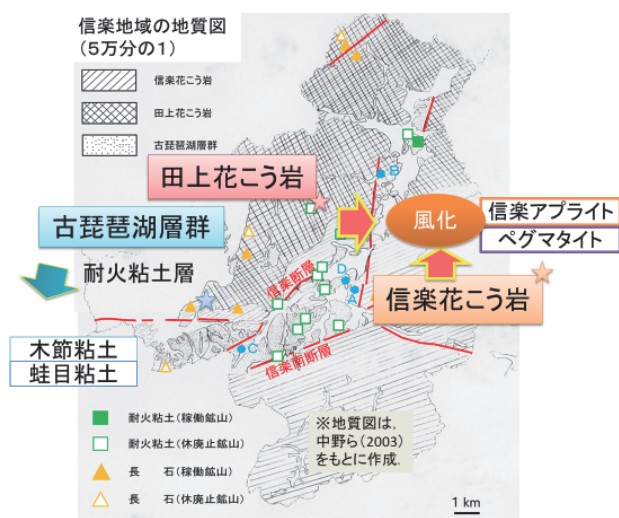 信楽地域の地質図
(5万分の1)
信楽花こう岩
田上花こう岩
古琵琶湖層群
田上花こう岩
B
風化
信楽アプライト
ペグマタイト
古琵琶湖層群
耐火粘土層
信楽断層
D
A
信楽花こう岩
木節粘土
蛙目粘土
C
信楽南断層
耐火粘土(稼働鉱山)
耐火粘土(休廃止鉱山)
長 石(稼働鉱山)
長 石(休廃止鉱山)
※地質図は,
中野ら(2003)
をもとに作成.
1 km